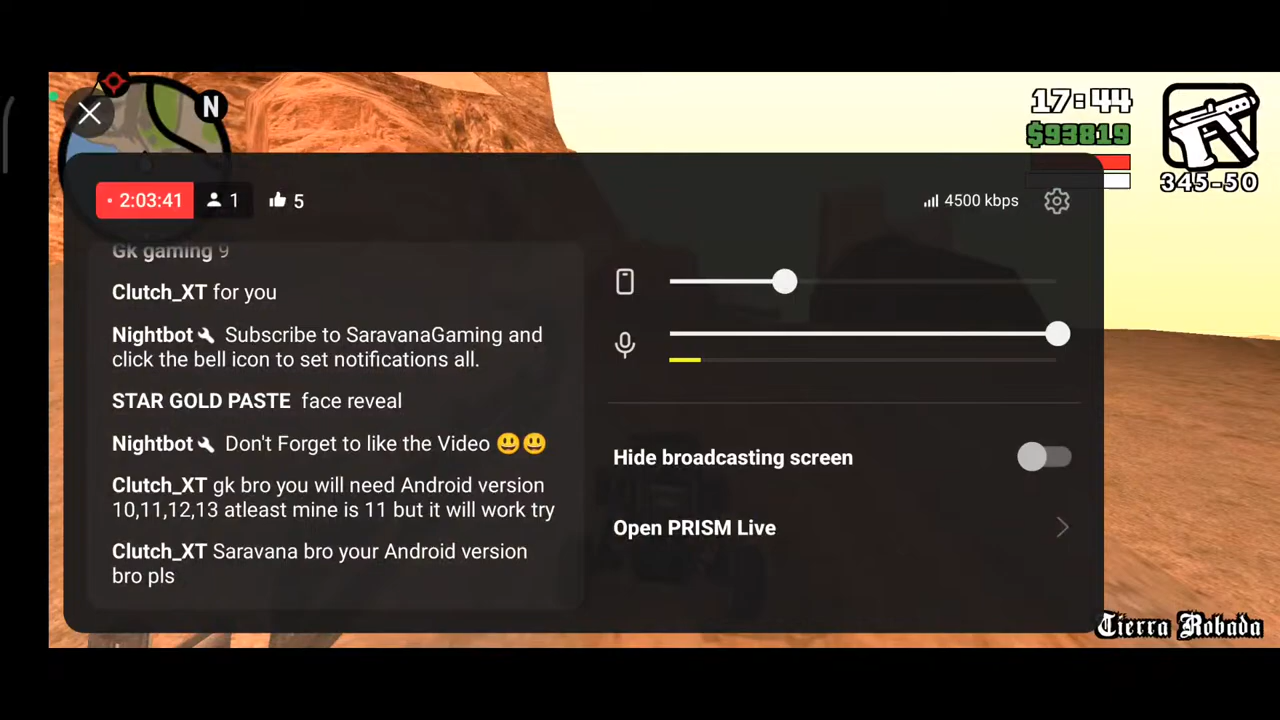 N
17:44
$93819
345-50
2:03:41
1
5
4500 kbps
Gk gaming 9
Clutch_XT for you
Nightbot Subscribe to SaravanaGaming and
click the bell icon to set notifications all.
STAR GOLD PASTE face reveal
Nightbot Don't Forget to like the Video 😃😃
Clutch_XT gk bro you will need Android version
10,11,12,13 atleast mine is 11 but it will work try
Clutch_XT Saravana bro your Android version
bro pls
Hide broadcasting screen
Open PRISM Live
Tierra Robada